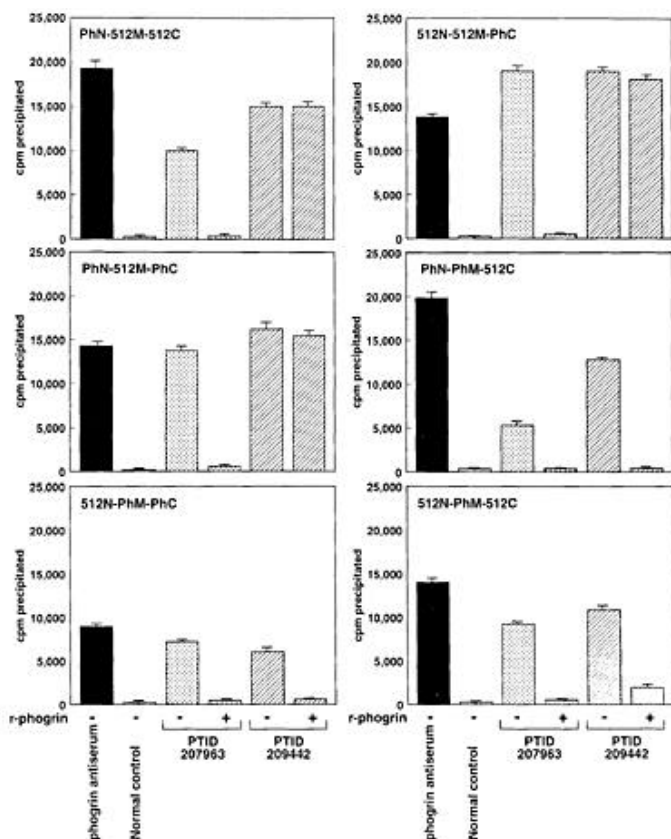 PhN-512M-512C
25,000
20,000
15,000
10,000
5,000
0
cpm precipitated
512N-512M-PhC
25,000
20,000
15,000
10,000
5,000
0
cpm precipitated
PhN-512M-PhC
25,000
20,000
15,000
10,000
5,000
0
cpm precipitated
PhN-PhM-512C
25,000
20,000
15,000
10,000
5,000
0
cpm precipitated
512N-PhM-PhC
25,000
20,000
15,000
10,000
5,000
0
cpm precipitated
512N-PhM-512C
25,000
20,000
15,000
10,000
5,000
0
cpm precipitated
r-phogrin - - - + - +
phogrin antiserum
Normal control
PTID
207963
PTID
209442
r-phogrin - - - + - +
phogrin antiserum
Normal control
PTID
207963
PTID
209442